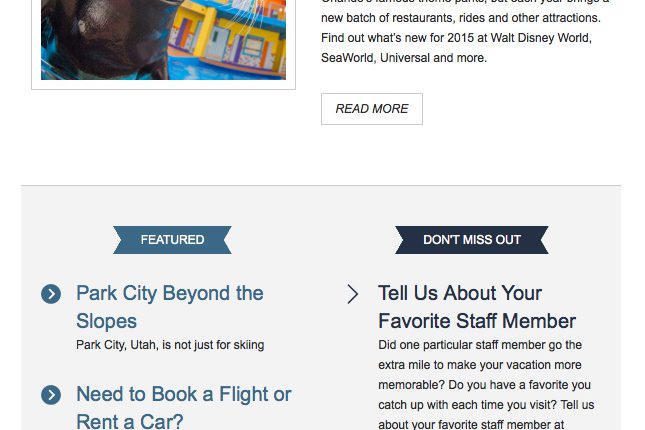 new batch of restaurants, rides and other attractions.
Find out what's new for 2015 at Walt Disney World,
SeaWorld, Universal and more.
READ MORE
FEATURED
Park City Beyond the
Slopes
Park City, Utah, is not just for skiing
Need to Book a Flight or
Rent a Car?
DON'T MISS OUT
Tell Us About Your
Favorite Staff Member
Did one particular staff member go the
extra mile to make your vacation more
memorable? Do you have a favorite you
catch up with each time you visit? Tell us
about your favorite staff member at